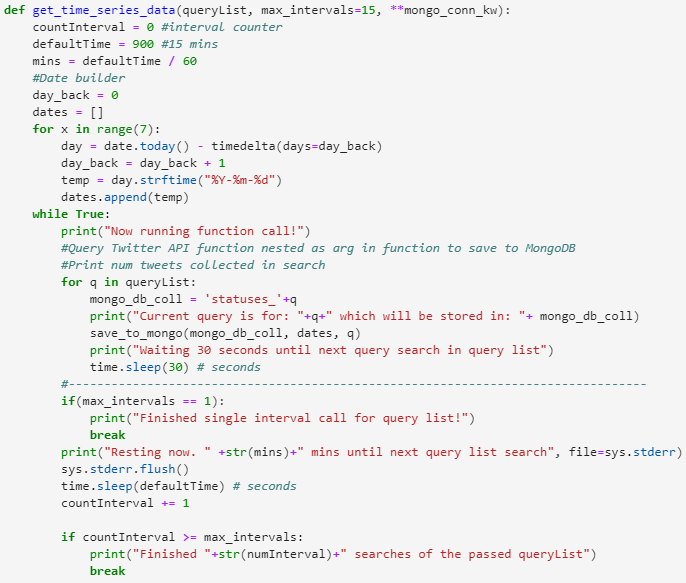 def get_time_series_data(queryList, max_intervals=15, **mongo_conn_kw):
    countInterval = 0 #interval counter
    defaultTime = 900 #15 mins
    mins = defaultTime / 60
    #Date builder
    day_back = 0
    dates = []
    for x in range(7):
        day = date.today() - timedelta(days=day_back)
        day_back = day_back + 1
        temp = day.strftime("%Y-%m-%d")
        dates.append(temp)
    while True:
        print("Now running function call!")
        #Query Twitter API function nested as arg in function to save to MongoDB
        #Print num tweets collected in search
        for q in queryList:
            mongo_db_coll = 'statuses_'+q
            print("Current query is for: "+q+" which will be stored in: "+ mongo_db_coll)
            save_to_mongo(mongo_db_coll, dates, q)
            print("Waiting 30 seconds until next query search in query list")
            time.sleep(30) # seconds
        #-----------------------------------------------------------------------------
        if(max_intervals == 1):
            print("Finished single interval call for query list!")
            break
        print("Resting now. " +str(mins)+" mins until next query list search", file=sys.stderr)
        sys.stderr.flush()
        time.sleep(defaultTime) # seconds
        countInterval += 1

        if countInterval >= max_intervals:
            print("Finished "+str(numInterval)+" searches of the passed queryList")
            break